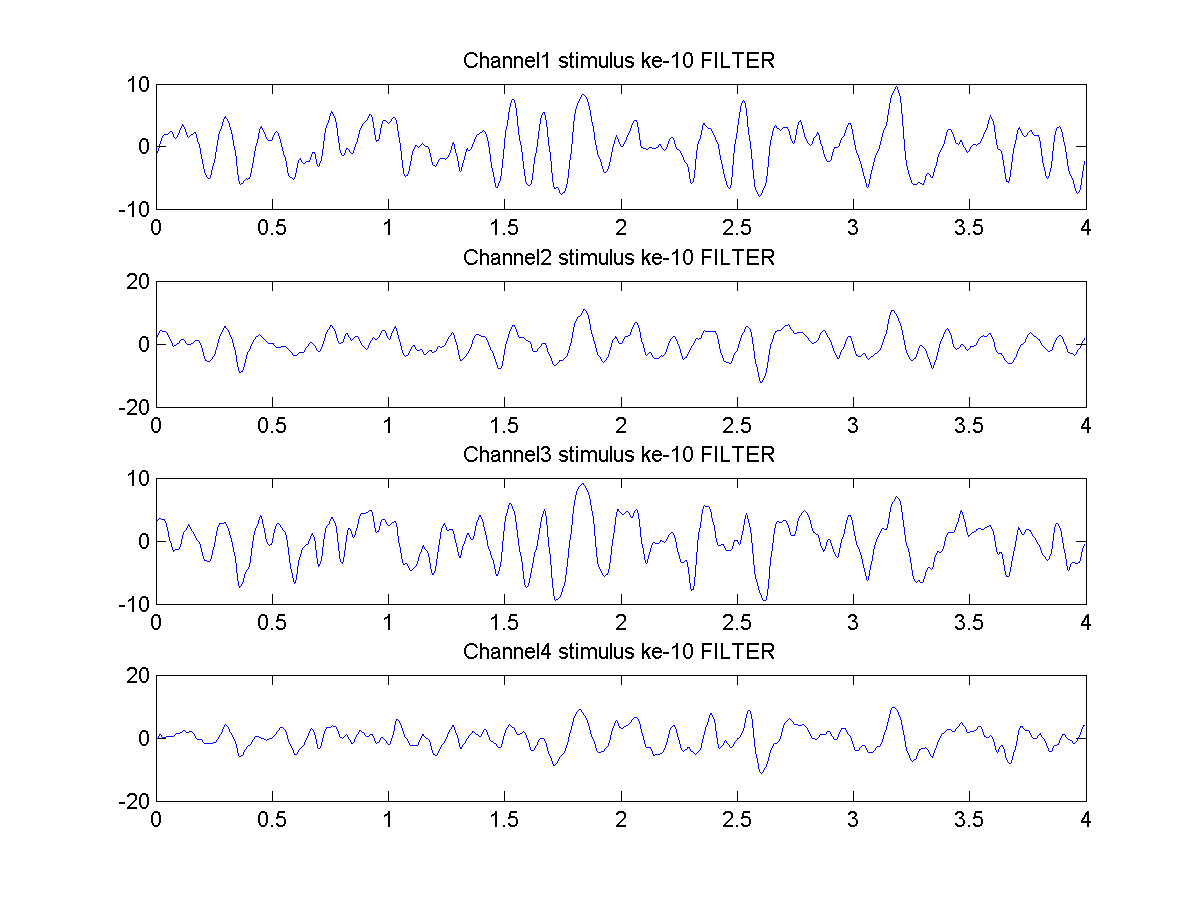 Channel1 stimulus ke-10 FILTER
10
0
-10
0 0.5 1 1.5 2 2.5 3 3.5 4
Channel2 stimulus ke-10 FILTER
20
0
-20
0 0.5 1 1.5 2 2.5 3 3.5 4
Channel3 stimulus ke-10 FILTER
10
0
-10
0 0.5 1 1.5 2 2.5 3 3.5 4
Channel4 stimulus ke-10 FILTER
20
0
-20
0 0.5 1 1.5 2 2.5 3 3.5 4